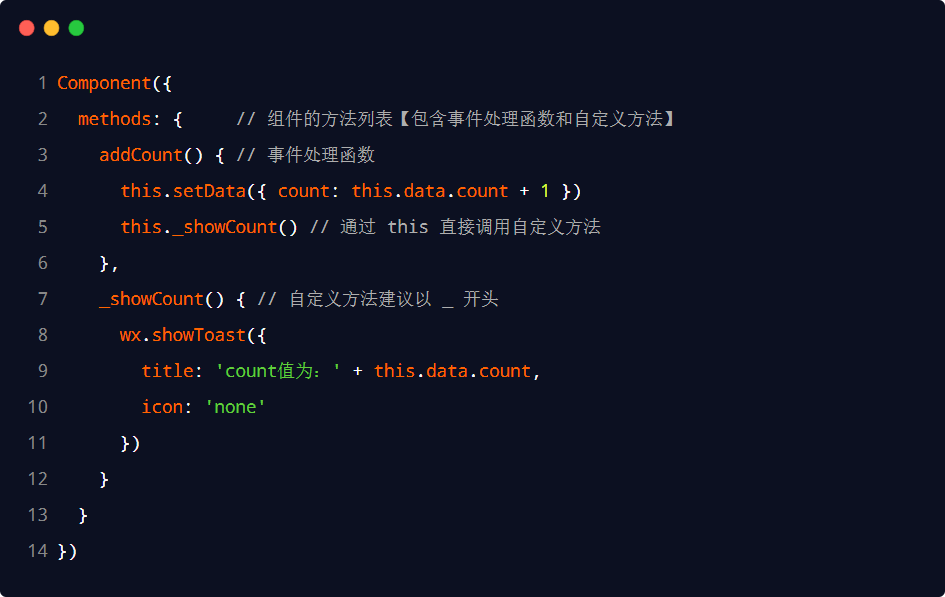 1 Component({
2   methods: {     // 组件的方法列表【包含事件处理函数和自定义方法】
3     addCount() { // 事件处理函数
4       this.setData({ count: this.data.count + 1 })
5       this._showCount() // 通过 this 直接调用自定义方法
6     },
7     _showCount() { // 自定义方法建议以 _ 开头
8       wx.showToast({
9         title: 'count值为：' + this.data.count,
10         icon: 'none'
11       })
12     }
13   }
14 })